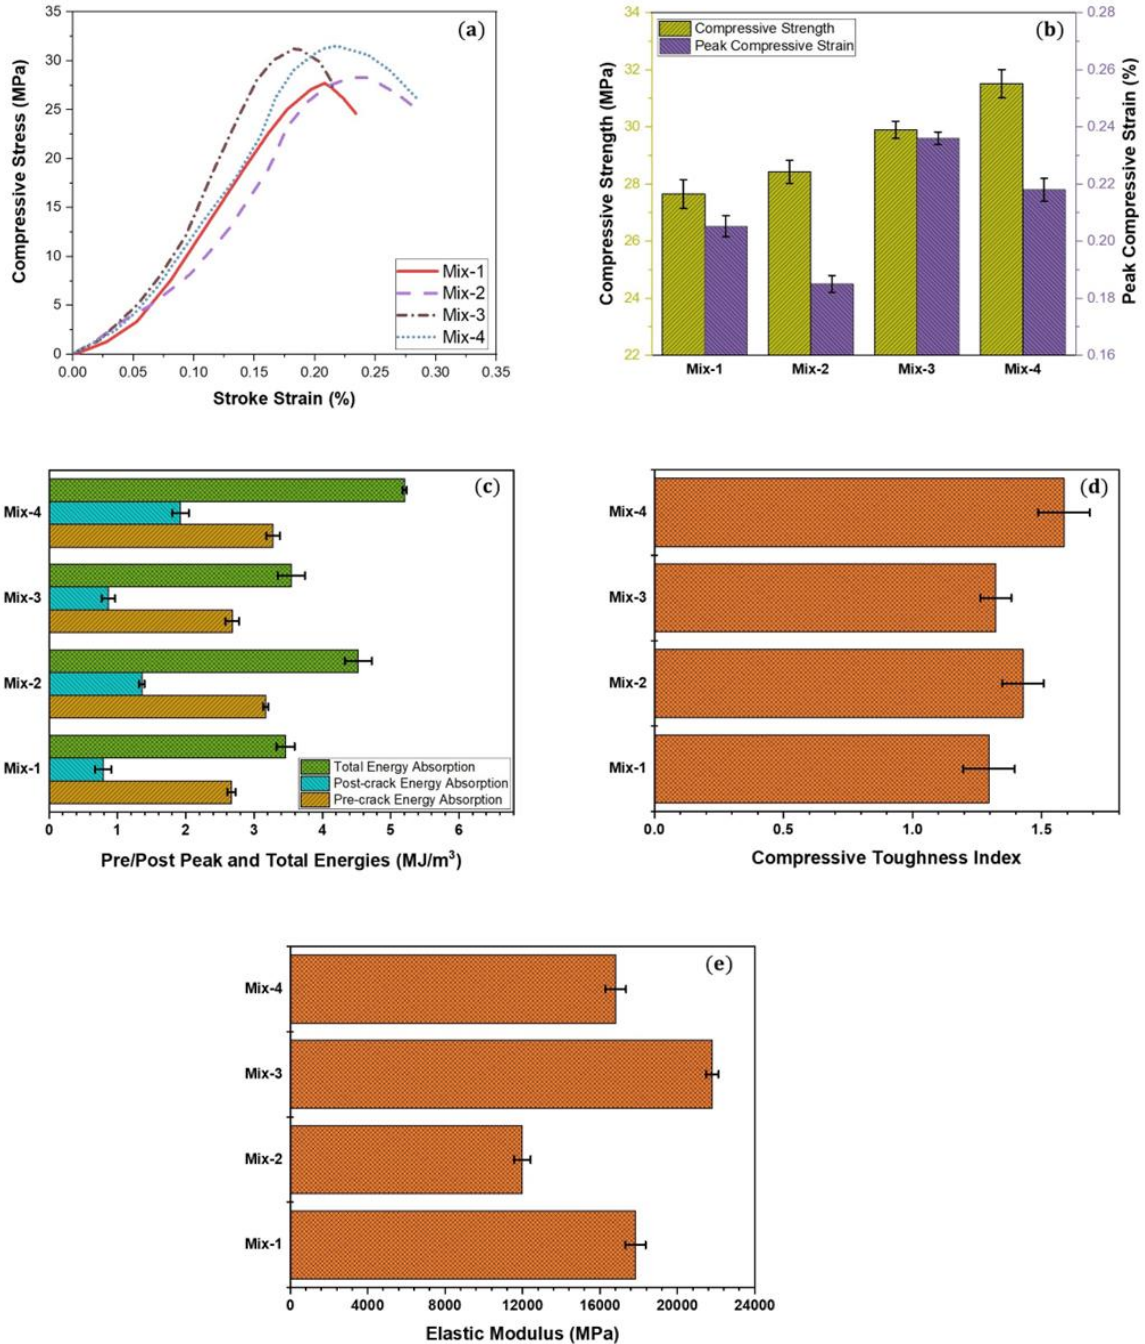 (a)
Compressive Stress (MPa)
35
30
25
20
15
10
5
0
Mix-1
Mix-2
Mix-3
Mix-4
0.00 0.05 0.10 0.15 0.20 0.25 0.30 0.35
Stroke Strain (%)
(b)
Compressive Strength
Peak Compressive Strain
Compressive Strength (MPa)
34
32
30
28
26
24
22
Peak Compressive Strain (%)
0.28
0.26
0.24
0.22
0.20
0.18
0.16
Mix-1 Mix-2 Mix-3 Mix-4
(c)
Mix-4
Mix-3
Mix-2
Mix-1
Total Energy Absorption
Post-crack Energy Absorption
Pre-crack Energy Absorption
0 1 2 3 4 5 6
Pre/Post Peak and Total Energies (MJ/m³)
(d)
Mix-4
Mix-3
Mix-2
Mix-1
0.0 0.5 1.0 1.5
Compressive Toughness Index
(e)
Mix-4
Mix-3
Mix-2
Mix-1
0 4000 8000 12000 16000 20000 24000
Elastic Modulus (MPa)